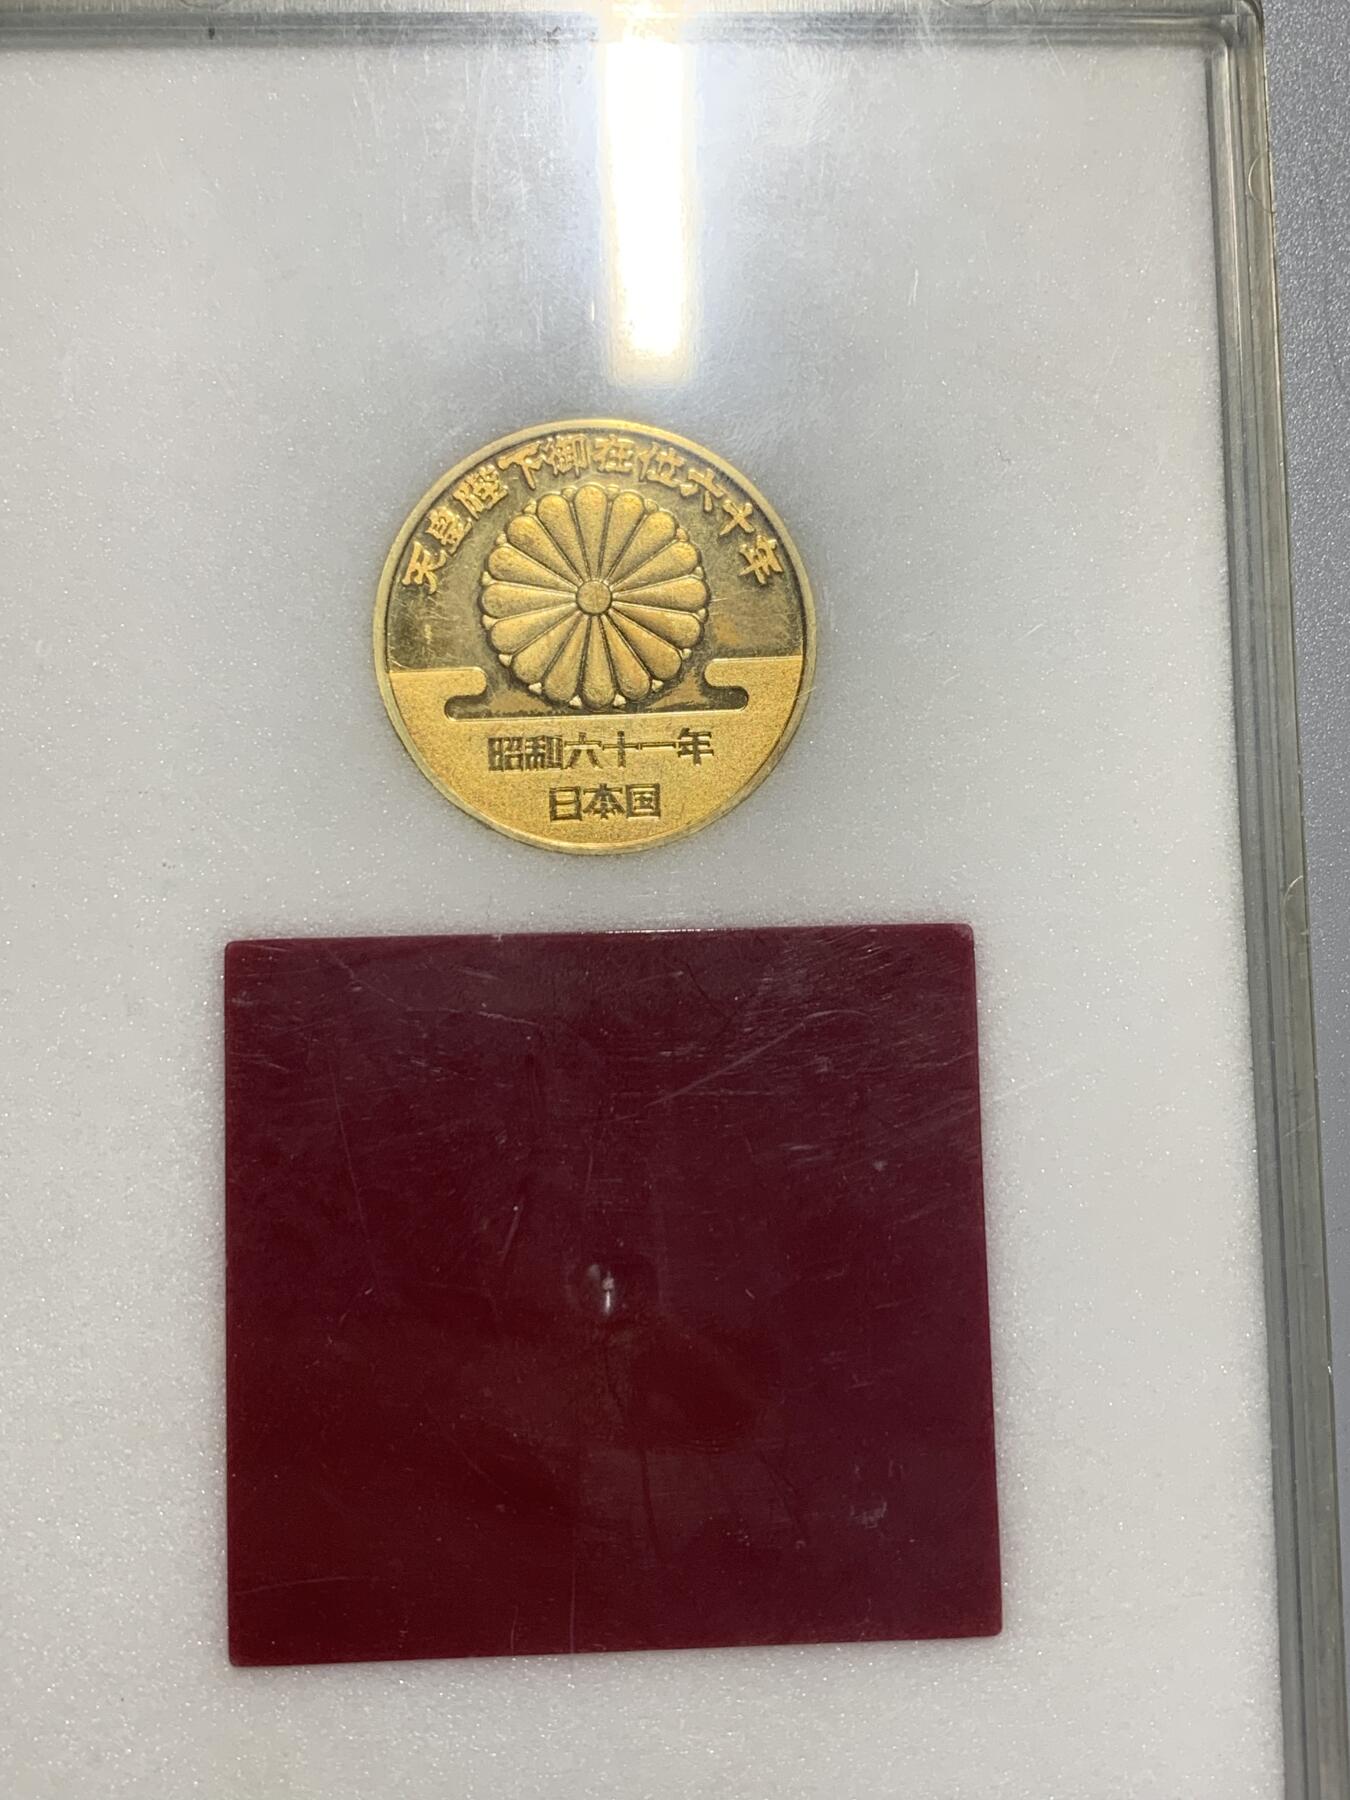 天皇陛下御在位六十年
昭和六十一年
日本国